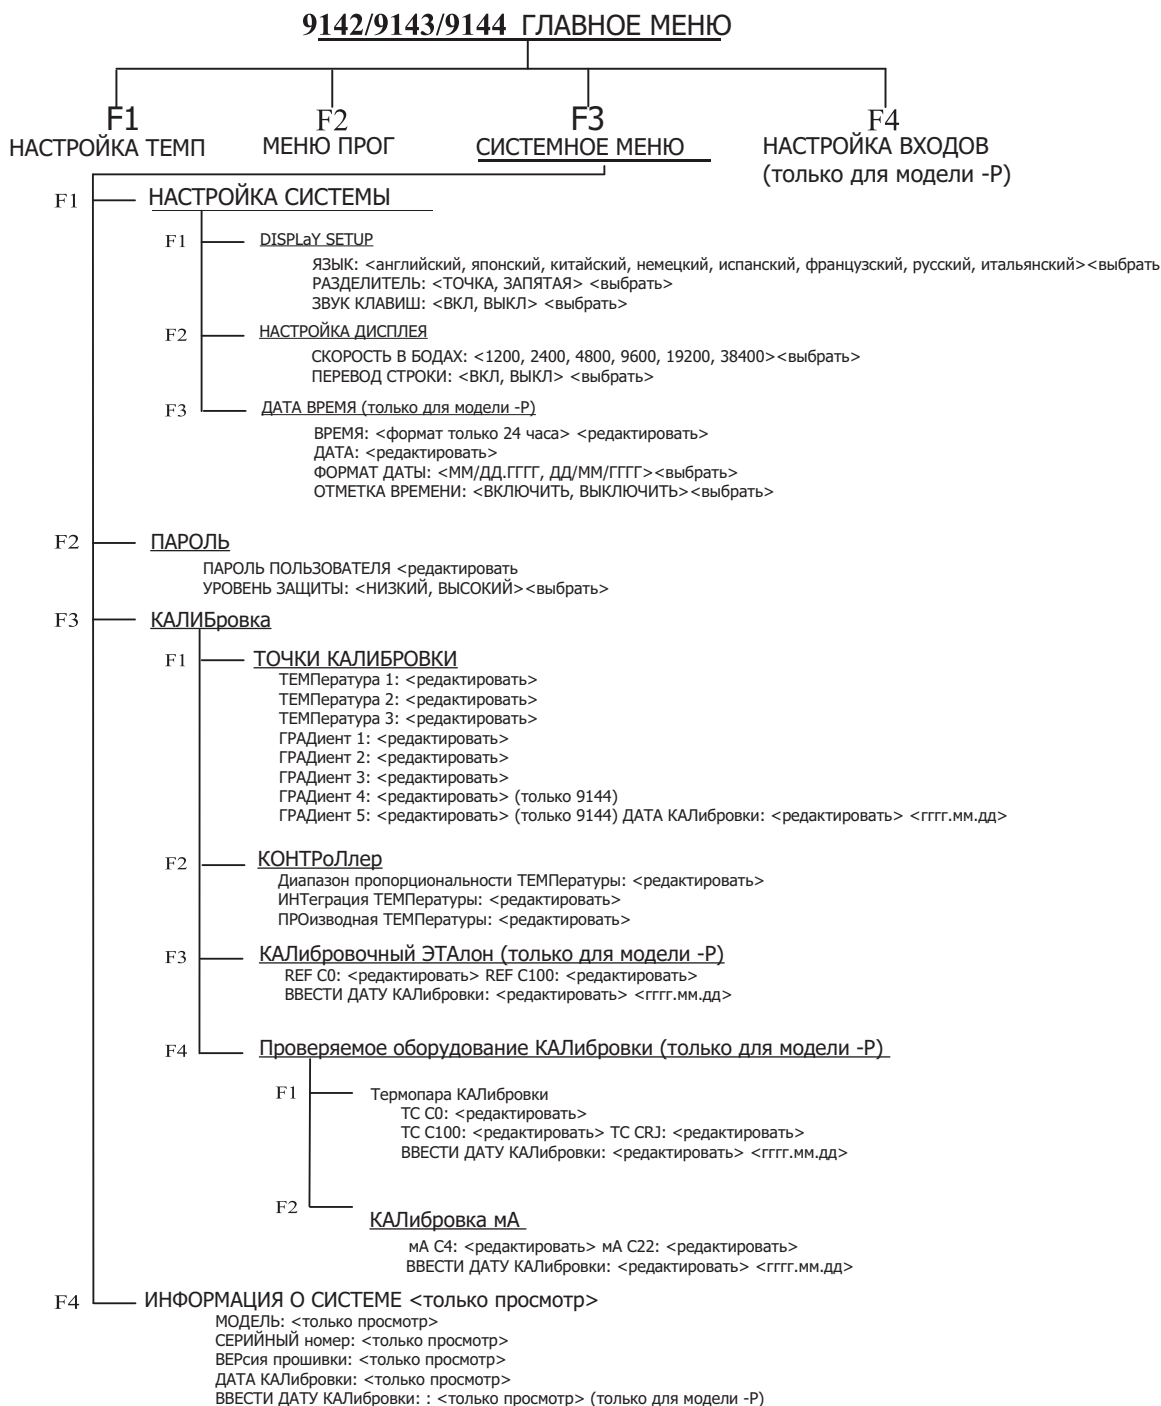 9142/9143/9144 ГЛАВНОЕ МЕНЮ
F1 F2 F3 F4
НАСТРОЙКА ТЕМП МЕНЮ ПРОГ СИСТЕМНОЕ МЕНЮ НАСТРОЙКА ВХОДОВ
(только для модели -P)
F1 НАСТРОЙКА СИСТЕМЫ
F1 DISPLaY SETUP
ЯЗЫК: <английский, японский, китайский, немецкий, испанский, французский, русский, итальянский><выбрать
РАЗДЕЛИТЕЛЬ: <ТОЧКА, ЗАПЯТАЯ> <выбрать>
ЗВУК КЛАВИШ: <ВКЛ, ВЫКЛ> <выбрать>
F2 НАСТРОЙКА ДИСПЛЕЯ
СКОРОСТЬ В БОДАХ: <1200, 2400, 4800, 9600, 19200, 38400><выбрать>
ПЕРЕВОД СТРОКИ: <ВКЛ, ВЫКЛ> <выбрать>
F3 ДАТА ВРЕМЯ (только для модели -P)
ВРЕМЯ: <формат только 24 часа> <редактировать>
ДАТА: <редактировать>
ФОРМАТ ДАТЫ: <ММ/ДД.ГГГГ, ДД/ММ/ГГГГ><выбрать>
ОТМЕТКА ВРЕМЕНИ: <ВКЛЮЧИТЬ, ВЫКЛЮЧИТЬ><выбрать>
F2 ПАРОЛЬ
ПАРОЛЬ ПОЛЬЗОВАТЕЛЯ <редактировать
УРОВЕНЬ ЗАЩИТЫ: <НИЗКИЙ, ВЫСОКИЙ><выбрать>
F3 КАЛИБровка
F1 ТОЧКИ КАЛИБРОВКИ
ТЕМПература 1: <редактировать>
ТЕМПература 2: <редактировать>
ТЕМПература 3: <редактировать>
ГРАДиент 1: <редактировать>
ГРАДиент 2: <редактировать>
ГРАДиент 3: <редактировать>
ГРАДиент 4: <редактировать> (только 9144)
ГРАДиент 5: <редактировать> (только 9144) ДАТА КАЛибровки: <редактировать> <гггг.мм.дд>
F2 КОНТРоЛлер
Диапазон пропорциональности ТЕМПературы: <редактировать>
ИНТеграция ТЕМПературы: <редактировать>
ПРОизводная ТЕМПературы: <редактировать>
F3 КАЛибровочный ЭТАлон (только для модели -P)
REF C0: <редактировать> REF C100: <редактировать>
ВВЕСТИ ДАТУ КАЛибровки: <редактировать> <гггг.мм.дд>
F4 Проверяемое оборудование КАЛибровки (только для модели -P)
F1 Термопара КАЛибровки
TC C0: <редактировать>
TC C100: <редактировать> TC CRJ: <редактировать>
ВВЕСТИ ДАТУ КАЛибровки: <редактировать> <гггг.мм.дд>
F2 КАЛибровка мА
мА C4: <редактировать> мА C22: <редактировать>
ВВЕСТИ ДАТУ КАЛибровки: <редактировать> <гггг.мм.дд>
F4 ИНФОРМАЦИЯ О СИСТЕМЕ <только просмотр>
МОДЕЛЬ: <только просмотр>
СЕРИЙНЫЙ номер: <только просмотр>
ВЕРсия прошивки: <только просмотр>
ДАТА КАЛибровки: <только просмотр>
ВВЕСТИ ДАТУ КАЛибровки: : <только просмотр> (только для модели -P)